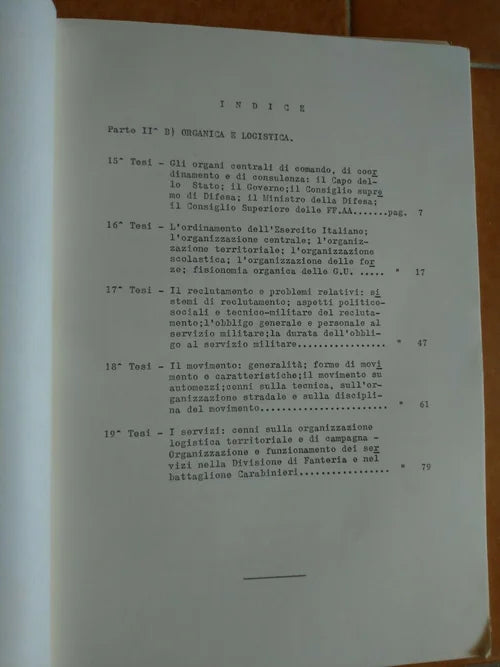 I N D I C E
Parte II^ B) ORGANICA E LOGISTICA.
15^ Tesi - Gli organi centrali di comando, di coor
dinamento e di consulenza: il Capo del-
lo Stato; il Governo;il Consiglio supre
mo di Difesa; il Ministro della Difesa;
il Consiglio Superiore delle FF.AA.......pag. 7
16^ Tesi - L'ordinamento dell'Esercito Italiano;
l'organizzazione centrale; l'organiz-
zazione territoriale; l'organizzazione
scolastica; l'organizzazione delle for
ze; fisionomia organica delle G.U. ..... " 17
17^ Tesi - Il reclutamento e problemi relativi: si
stemi di reclutamento; aspetti politico-
sociali e tecnico-militare del recluta-
mento;l'obbligo generale e personale al
servizio militare;la durata dell'obbli-
go al servizio militare................. " 47
18^ Tesi - Il movimento: generalità; forme di movi
mento e caratteristiche;il movimento su
automezzi;cenni sulla tecnica, sull'or-
ganizzazione stradale e sulla discipli-
na del movimento........................ " 61
19^ Tesi - I servizi: cenni sulla organizzazione
logistica territoriale e di campagna -
Organizzazione e funzionamento dei ser
vizi nella Divisione di Fanteria e nel
battaglione Carabinieri................. " 79